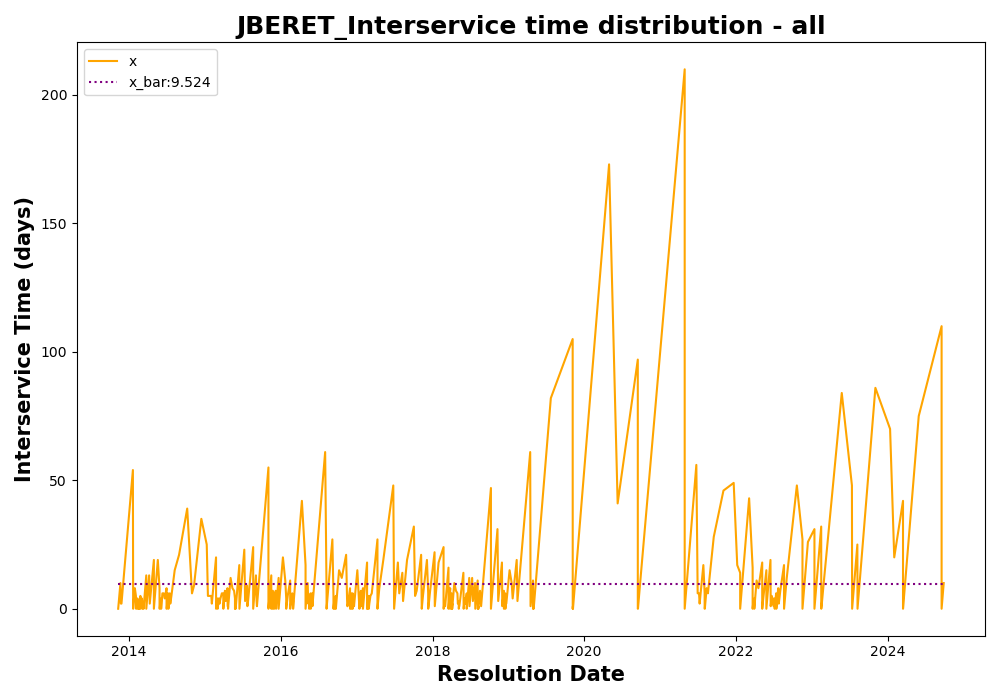 JBERET_Interservice time distribution - all
x
x_bar:9.524
Interservice Time (days)
200
150
100
50
0
2014 2016 2018 2020 2022 2024
Resolution Date